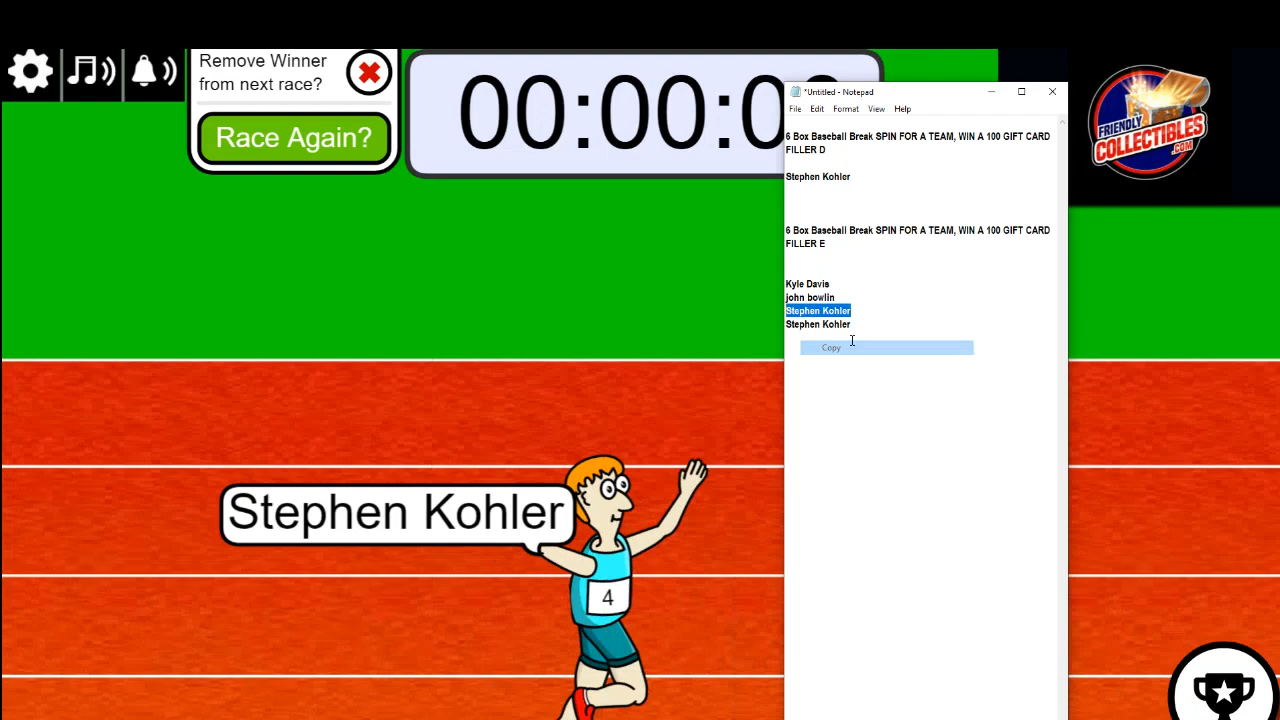 Remove Winner
from next race?
Race Again?
00:00:0
*Untitled - Notepad
File Edit Format View Help
6 Box Baseball Break SPIN FOR A TEAM, WIN A 100 GIFT CARD
FILLER D
Stephen Kohler
6 Box Baseball Break SPIN FOR A TEAM, WIN A 100 GIFT CARD
FILLER E
Kyle Davis
john bowlin
Stephen Kohler
Stephen Kohler
Copy
FRIENDLY
COLLECTIBLES
.COM
Stephen Kohler
4